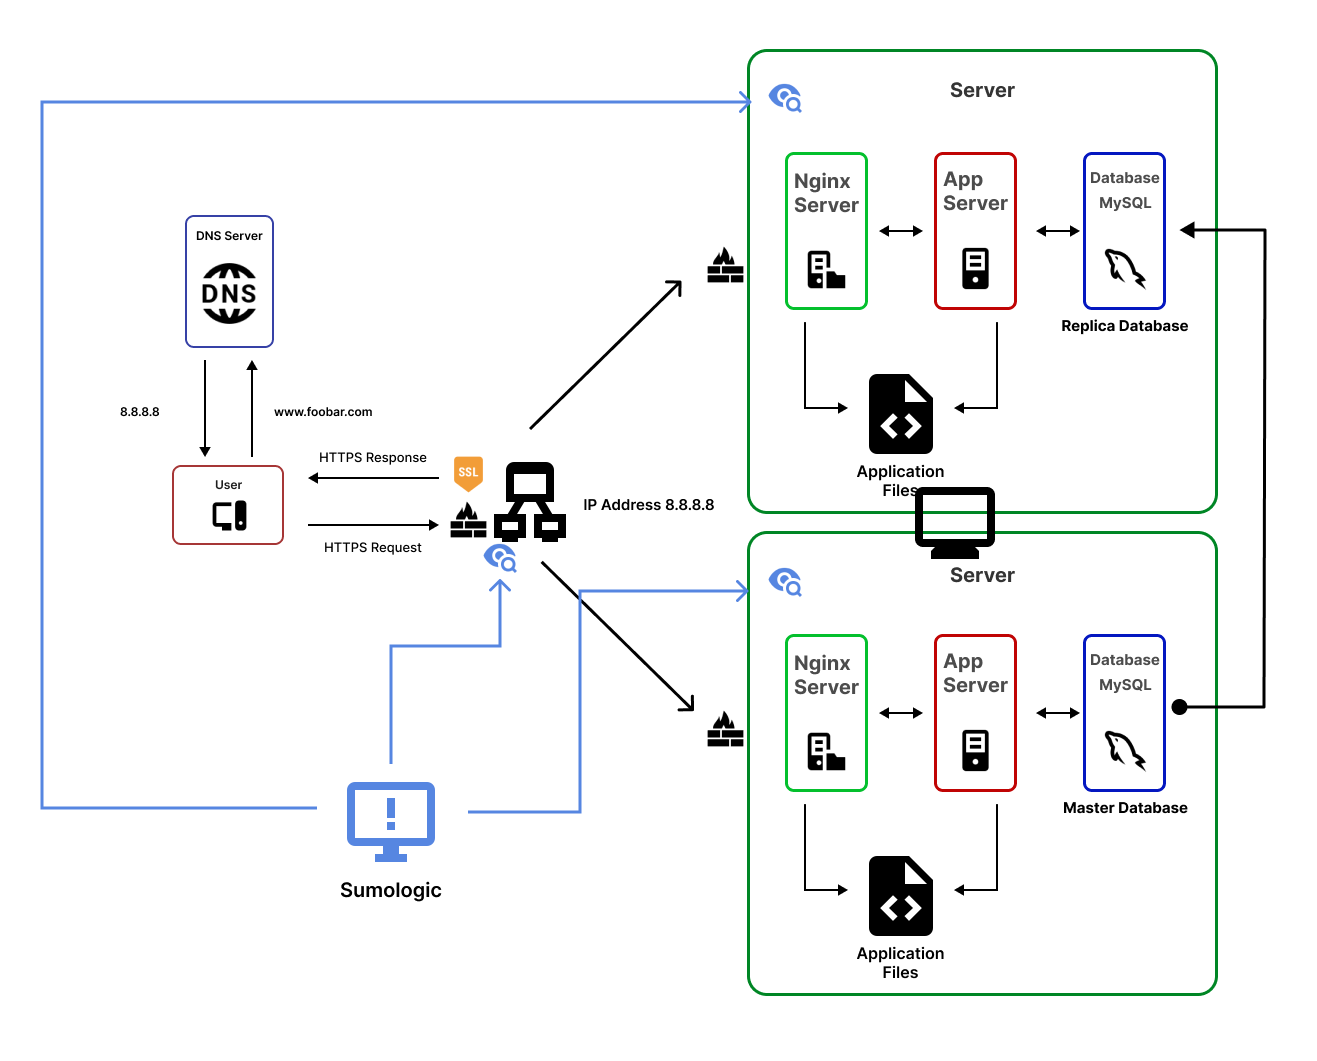 Server
Nginx
Server
App
Server
Database
MySQL
Replica Database
Application
Files
DNS Server
DNS
8.8.8.8
www.foobar.com
User
HTTPS Response
HTTPS Request
SSL
IP Address 8.8.8.8
Server
Nginx
Server
App
Server
Database
MySQL
Master Database
Application
Files
Sumologic